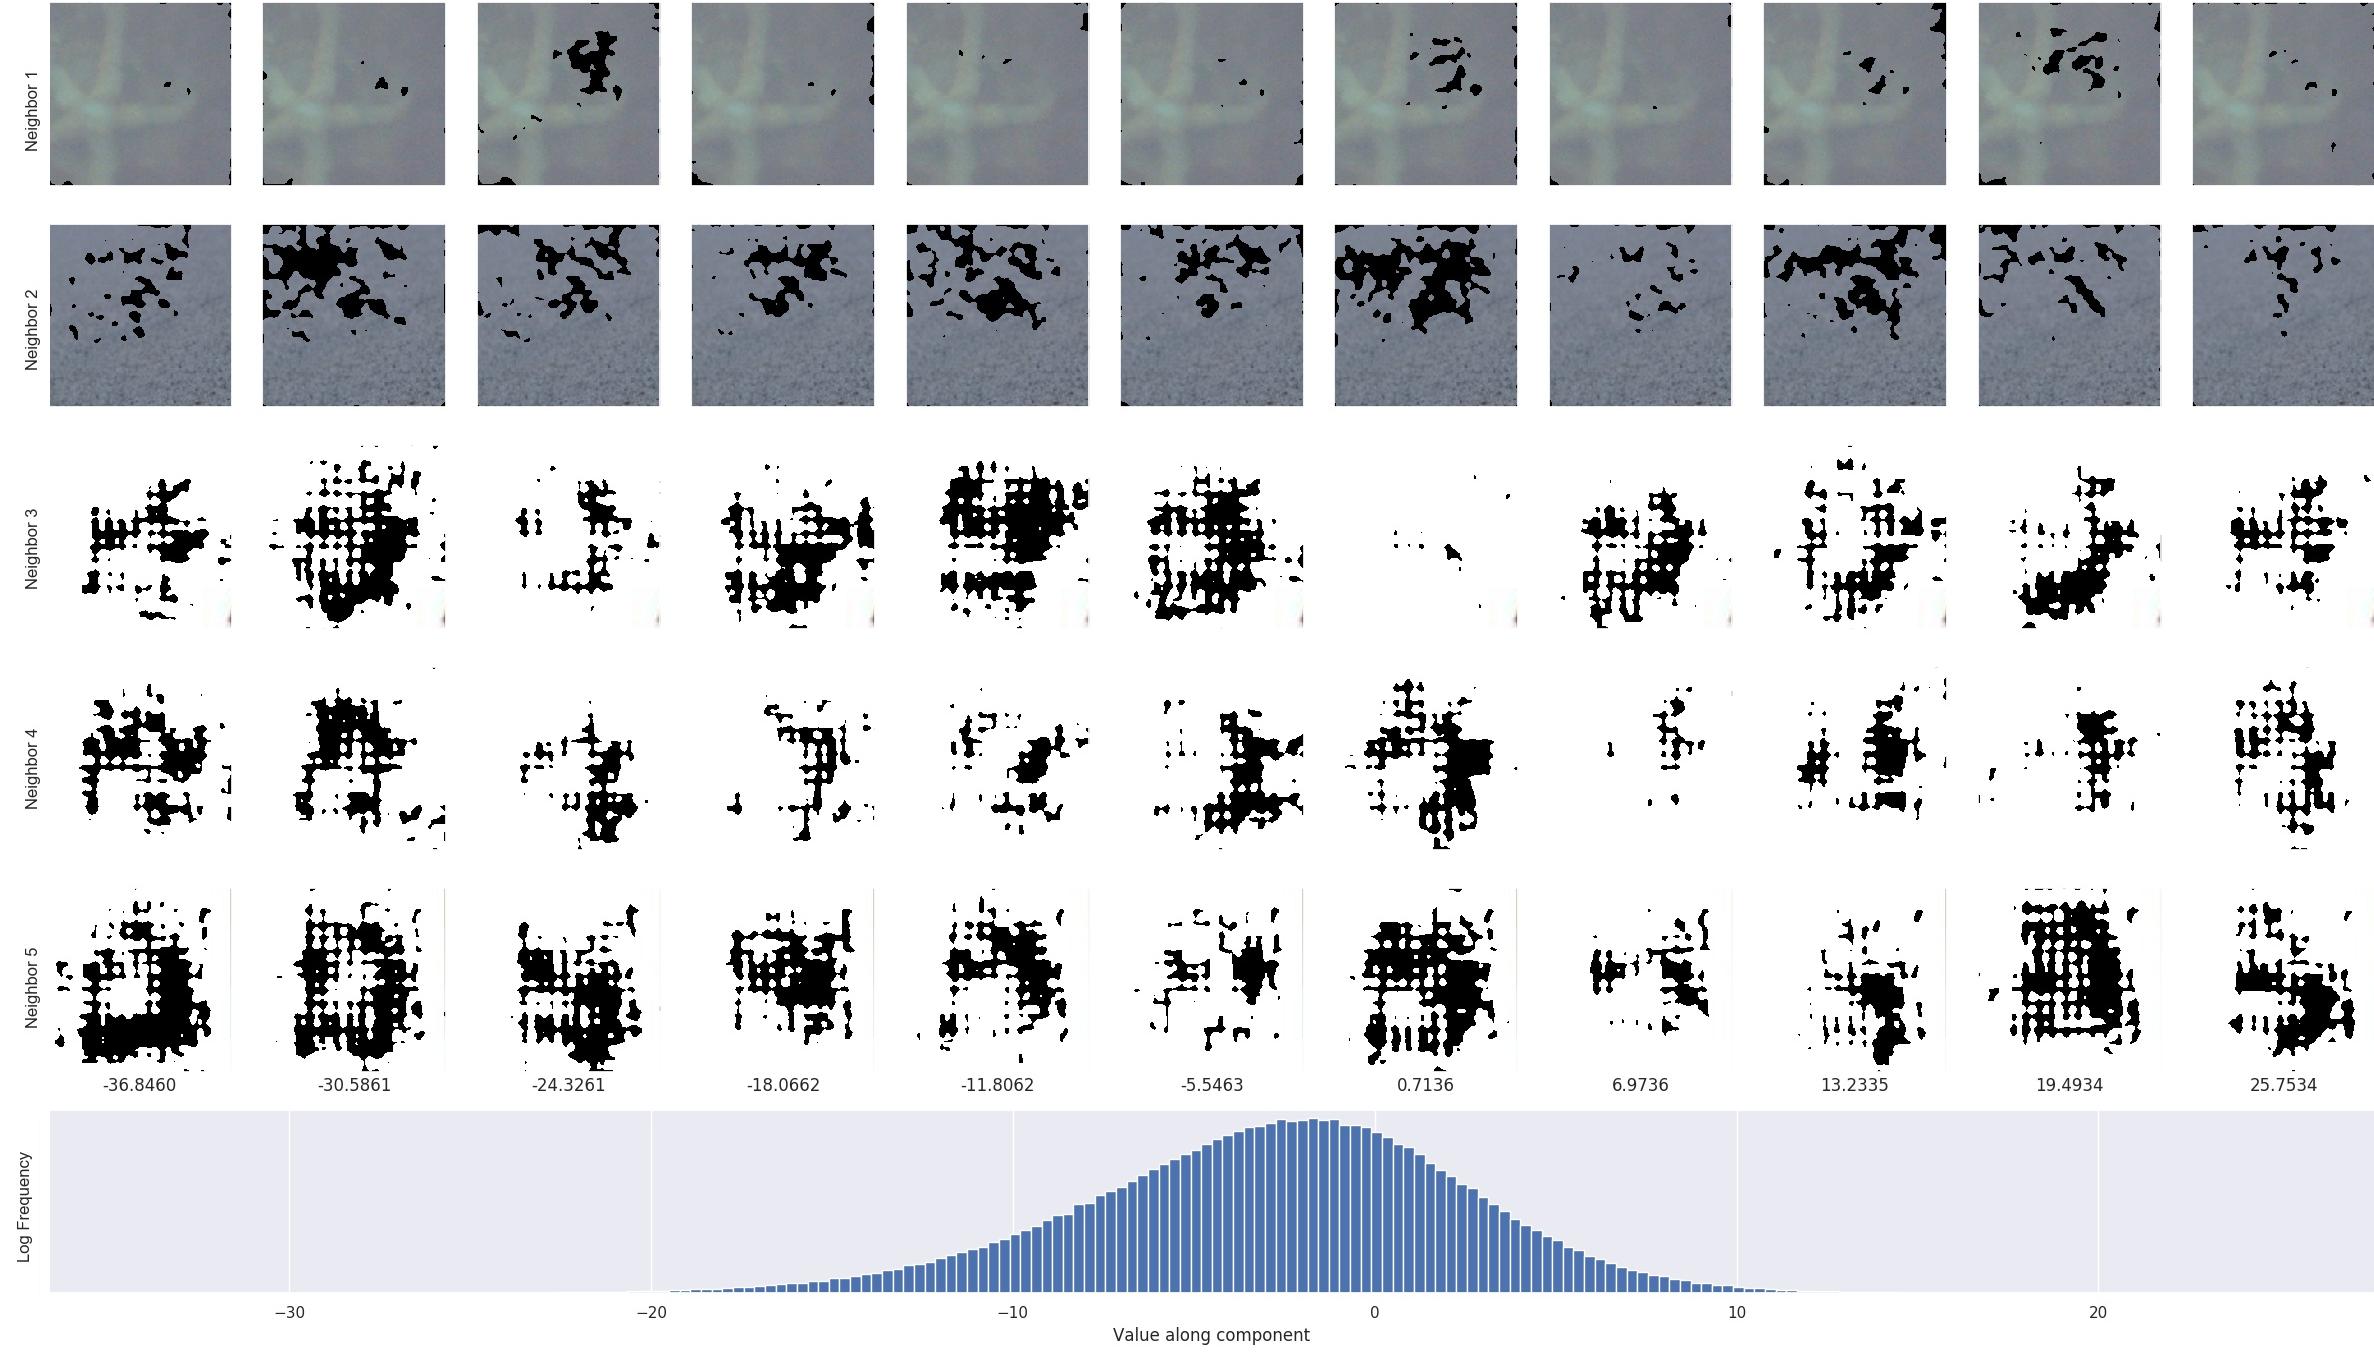 Neighbor 1
Neighbor 2
Neighbor 3
Neighbor 4
Neighbor 5
-36.8460 -30.5861 -24.3261 -18.0662 -11.8062 -5.5463 0.7136 6.9736 13.2335 19.4934 25.7534
Log Frequency
−30 −20 −10 0 10 20
Value along component